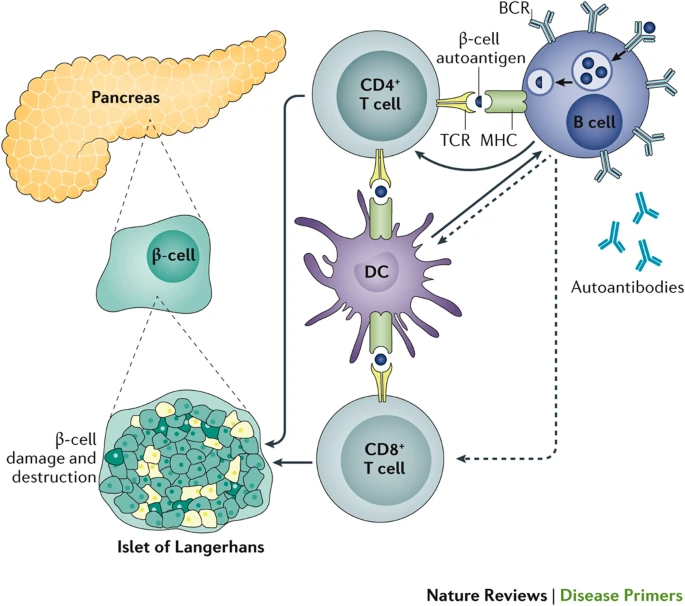 BCR
β-cell
autoantigen
CD4⁺
T cell
Pancreas
B cell
TCR
MHC
β-cell
DC
Autoantibodies
CD8⁺
T cell
β-cell
damage and
destruction
Islet of Langerhans
Nature Reviews | Disease Primers